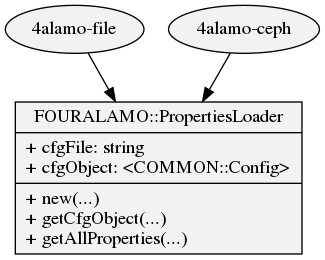 4alamo-file
4alamo-ceph
FOURALAMO::PropertiesLoader
+ cfgFile: string
+ cfgObject: <COMMON::Config>
+ new(...)
+ getCfgObject(...)
+ getAllProperties(...)